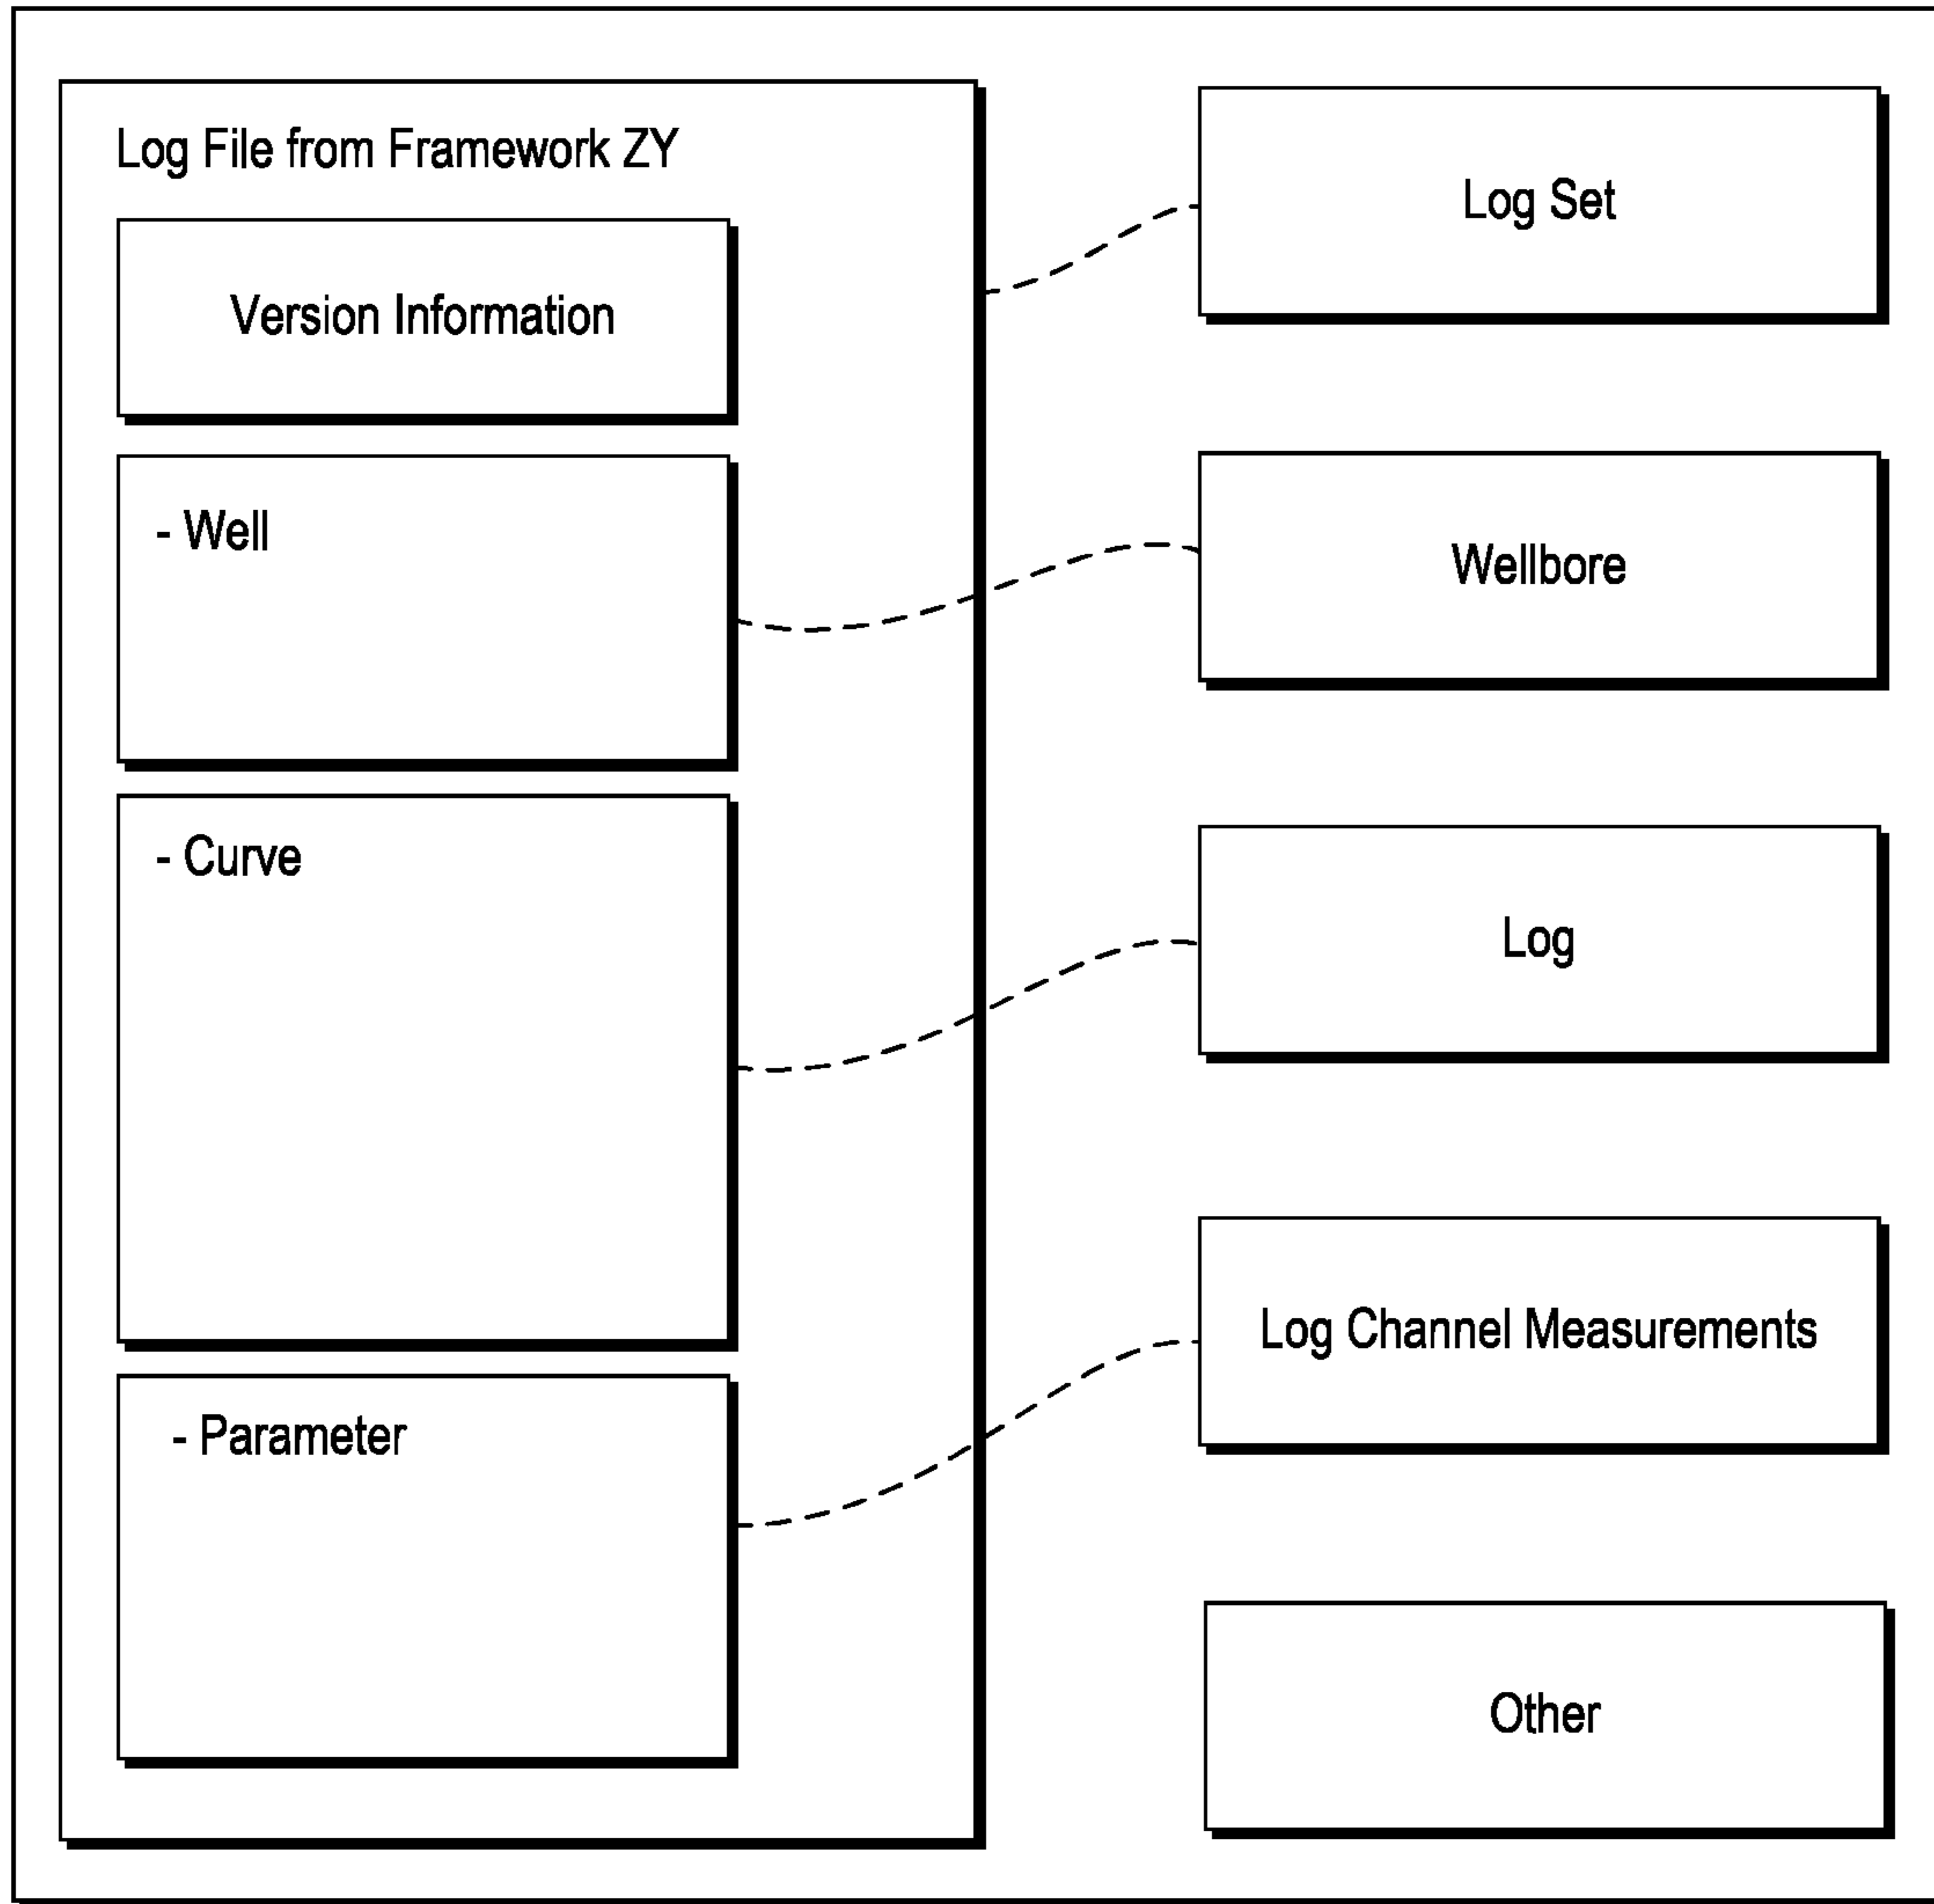 Log File from Framework ZY
Version Information
- Well
- Curve
- Parameter
Log Set
Wellbore
Log
Log Channel Measurements
Other